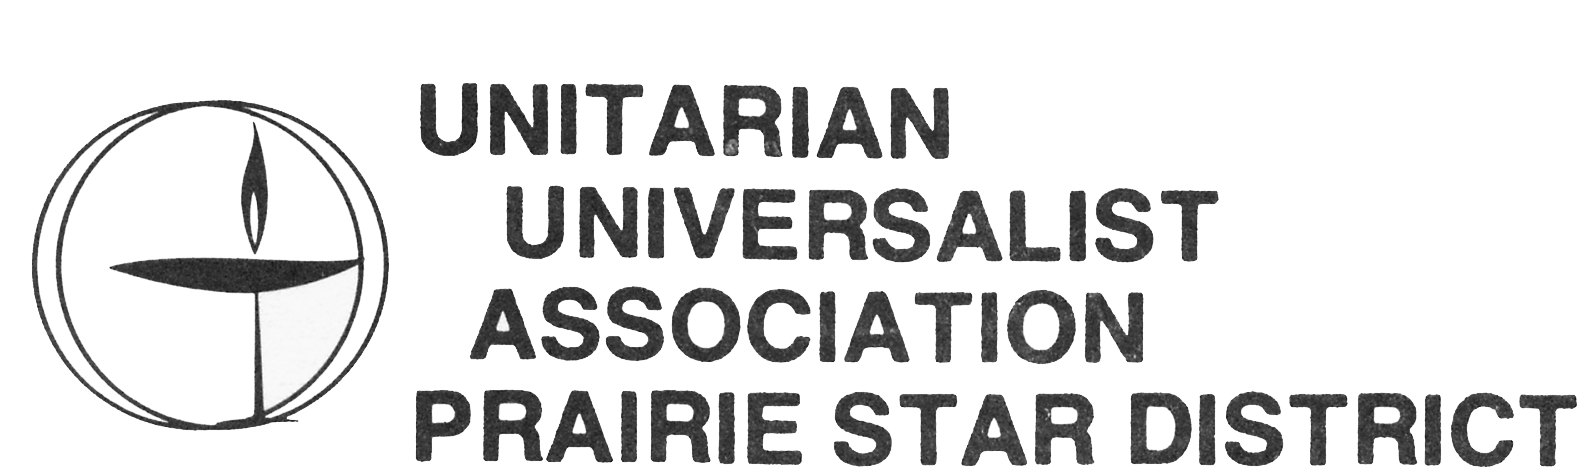 UNITARIAN
UNIVERSALIST
ASSOCIATION
PRAIRIE STAR DISTRICT